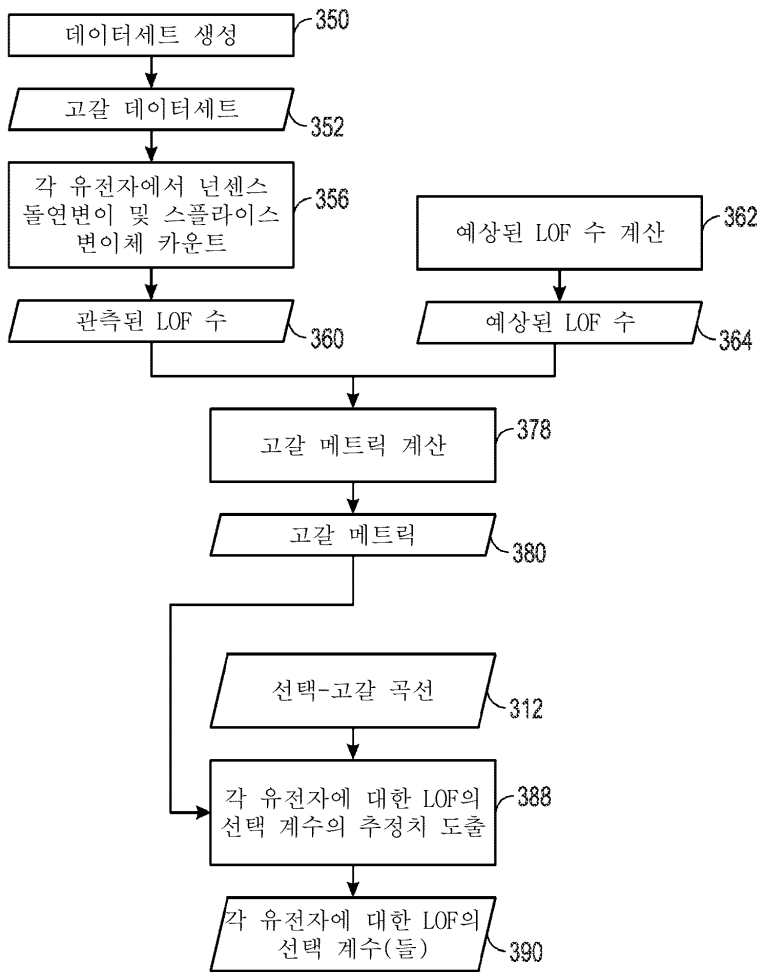 데이터세트 생성
350
고갈 데이터세트
352
각 유전자에서 넌센스
돌연변이 및 스플라이스
변이체 카운트
356
예상된 LOF 수 계산
362
관측된 LOF 수
360
예상된 LOF 수
364
고갈 메트릭 계산
378
고갈 메트릭
380
선택-고갈 곡선
312
각 유전자에 대한 LOF의
선택 계수의 추정치 도출
388
각 유전자에 대한 LOF의
선택 계수(들)
390